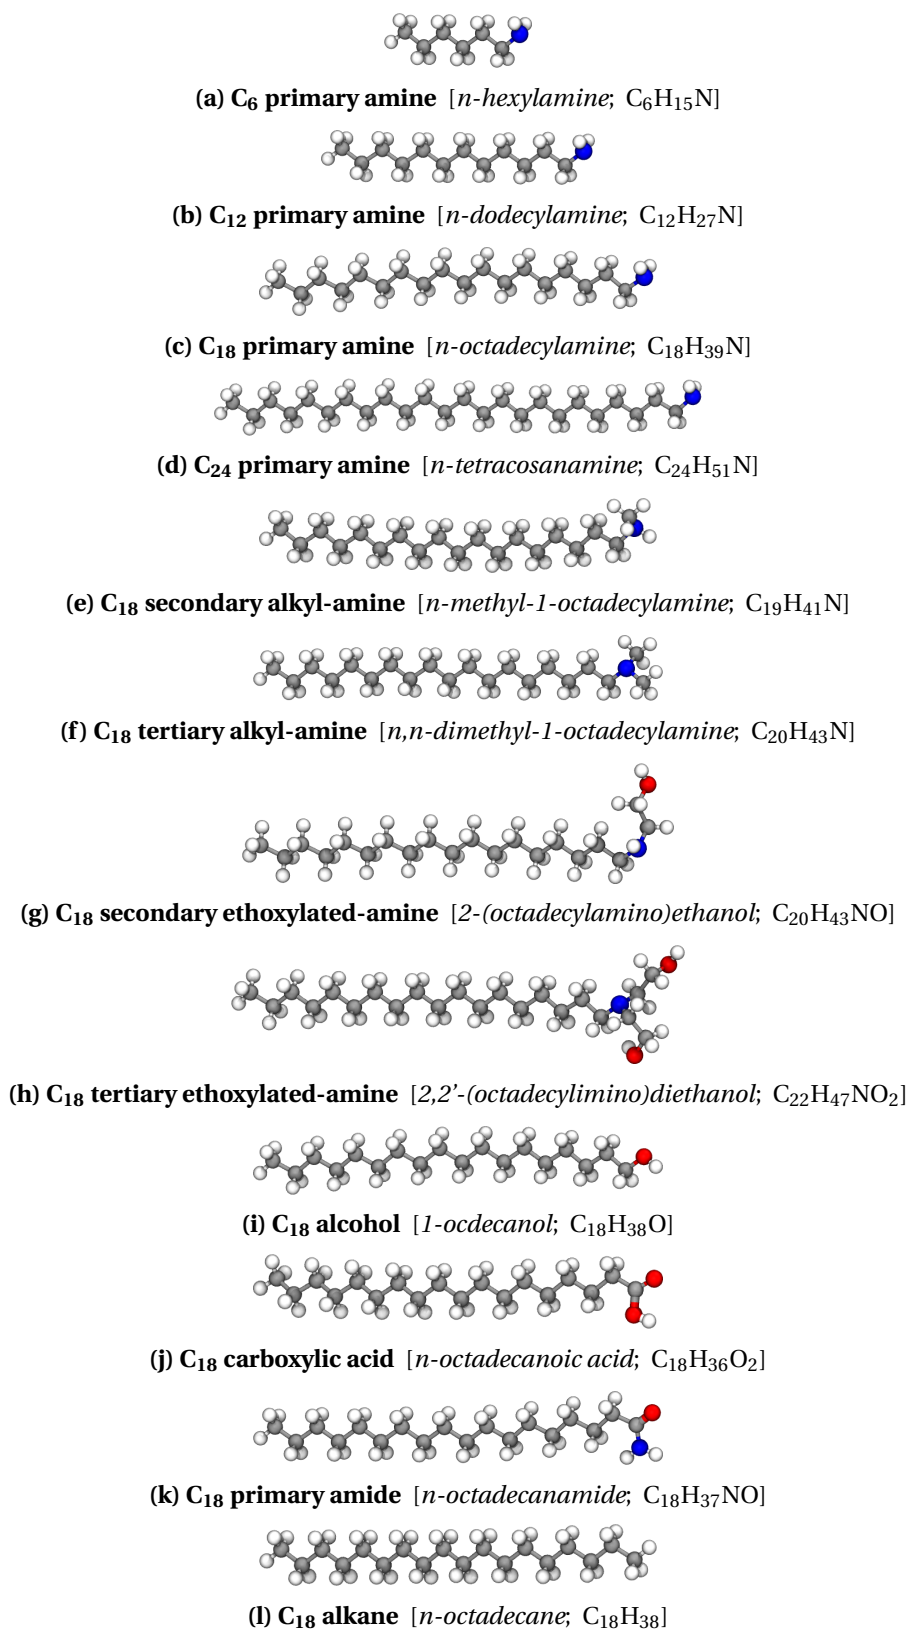 (a) C₆ primary amine [n-hexylamine; C₆H₁₅N]
(b) C₁₂ primary amine [n-dodecylamine; C₁₂H₂₇N]
(c) C₁₈ primary amine [n-octadecylamine; C₁₈H₃₉N]
(d) C₂₄ primary amine [n-tetracosanamine; C₂₄H₅₁N]
(e) C₁₈ secondary alkyl-amine [n-methyl-1-octadecylamine; C₁₉H₄₁N]
(f) C₁₈ tertiary alkyl-amine [n,n-dimethyl-1-octadecylamine; C₂₀H₄₃N]
(g) C₁₈ secondary ethoxylated-amine [2-(octadecylamino)ethanol; C₂₀H₄₃NO]
(h) C₁₈ tertiary ethoxylated-amine [2,2'-(octadecylimino)diethanol; C₂₂H₄₇NO₂]
(i) C₁₈ alcohol [1-ocdecanol; C₁₈H₃₈O]
(j) C₁₈ carboxylic acid [n-octadecanoic acid; C₁₈H₃₆O₂]
(k) C₁₈ primary amide [n-octadecanamide; C₁₈H₃₇NO]
(l) C₁₈ alkane [n-octadecane; C₁₈H₃₈]